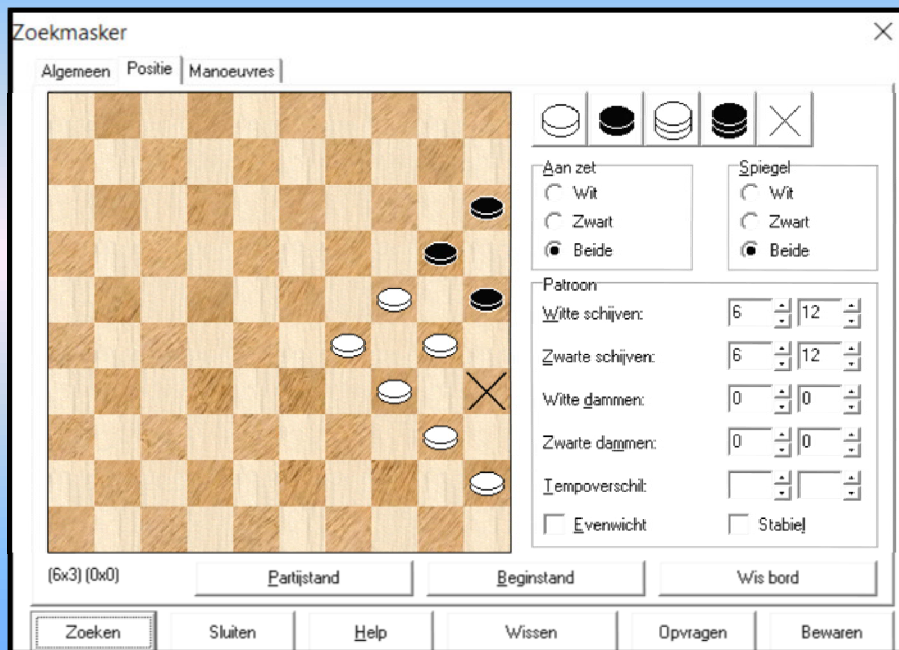 Zoekmasker
Algemeen Positie Manoeuvres
Aan zet
Wit
Zwart
Beide
Spiegel
Wit
Zwart
Beide
Patroon
Witte schijven: 6 12
Zwarte schijven: 6 12
Witte dammen: 0 0
Zwarte dammen: 0 0
Tempoverschil:
Evenwicht Stabiel
(6x3) (0x0) Partijstand Beginstand Wis bord
Zoeken Sluiten Help Wissen Opvragen Bewaren